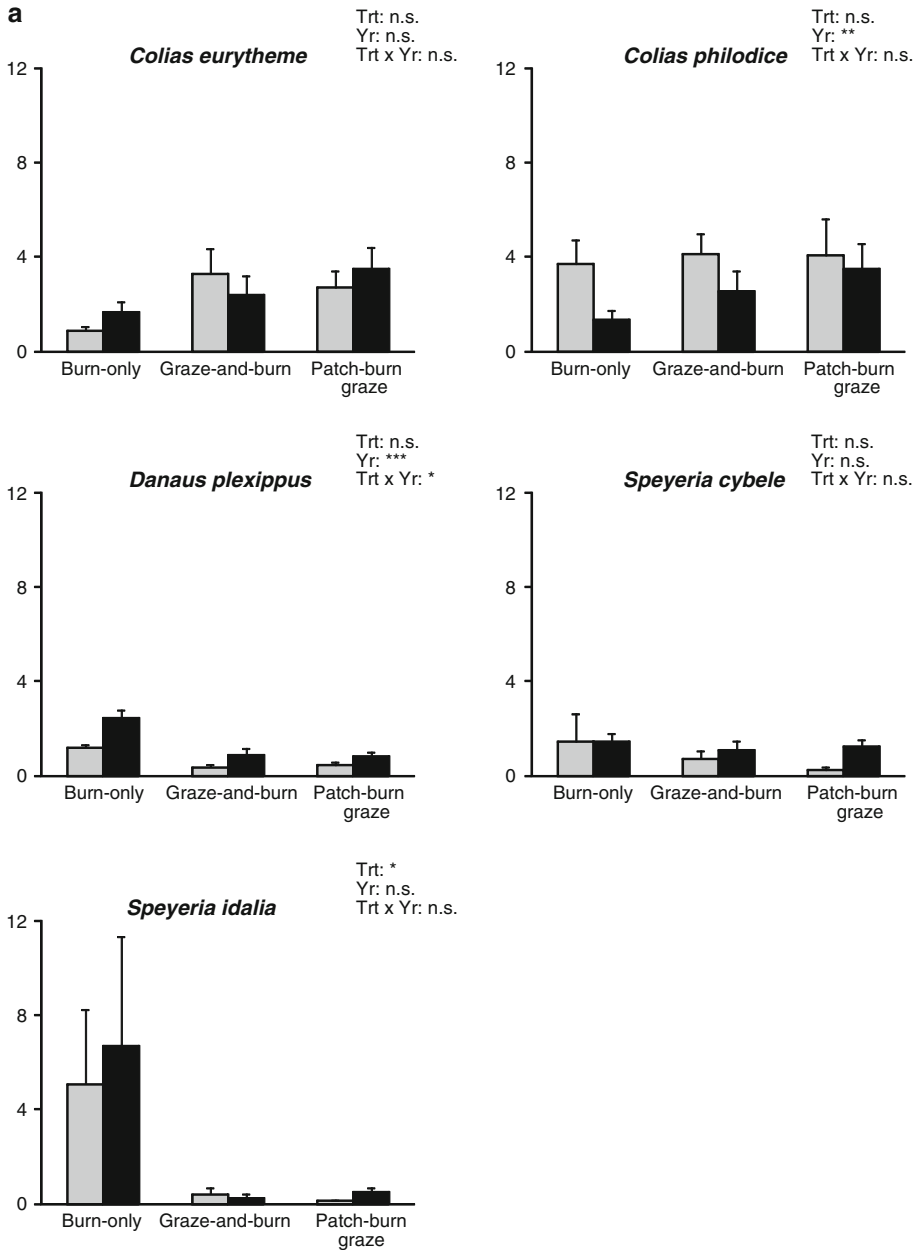 a
Trt: n.s.
Yr: n.s.
Trt x Yr: n.s.
Colias eurytheme
12
8
4
0
Burn-only Graze-and-burn Patch-burn
graze
Trt: n.s.
Yr: **
Trt x Yr: n.s.
Colias philodice
12
8
4
0
Burn-only Graze-and-burn Patch-burn
graze
Trt: n.s.
Yr: ***
Trt x Yr: *
Danaus plexippus
12
8
4
0
Burn-only Graze-and-burn Patch-burn
graze
Trt: n.s.
Yr: n.s.
Trt x Yr: n.s.
Speyeria cybele
12
8
4
0
Burn-only Graze-and-burn Patch-burn
graze
Trt: *
Yr: n.s.
Trt x Yr: n.s.
Speyeria idalia
12
8
4
0
Burn-only Graze-and-burn Patch-burn
graze